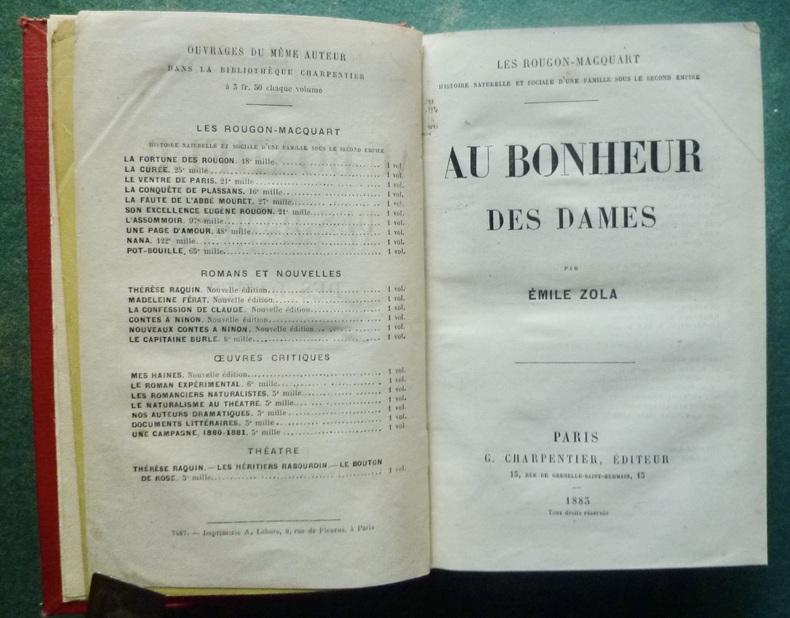 OUVRAGES DU MÊME AUTEUR
DANS LA BIBLIOTHÈQUE CHARPENTIER
à 3 fr. 50 chaque volume
LES ROUGON-MACQUART
HISTOIRE NATURELLE ET SOCIALE D'UNE FAMILLE SOUS LE SECOND EMPIRE
LA FORTUNE DES ROUGON. 18e mille. 1 vol.
LA CURÉE. 25e mille. 1 vol.
LE VENTRE DE PARIS. 21e mille. 1 vol.
LA CONQUÊTE DE PLASSANS. 16e mille. 1 vol.
LA FAUTE DE L'ABBÉ MOURET. 27e mille. 1 vol.
SON EXCELLENCE EUGÈNE ROUGON. 21e mille. 1 vol.
L'ASSOMMOIR. 97e mille. 1 vol.
UNE PAGE D'AMOUR. 48e mille. 1 vol.
NANA. 122e mille. 1 vol.
POT-BOUILLE, 65e mille. 1 vol.
ROMANS ET NOUVELLES
THÉRÈSE RAQUIN. Nouvelle édition. 1 vol.
MADELEINE FÉRAT. Nouvelle édition. 1 vol.
LA CONFESSION DE CLAUDE. Nouvelle édition. 1 vol.
CONTES A NINON. Nouvelle édition. 1 vol.
NOUVEAUX CONTES A NINON. Nouvelle édition. 1 vol.
LE CAPITAINE BURLE. 6e mille. 1 vol.
ŒUVRES CRITIQUES
MES HAINES. Nouvelle édition. 1 vol.
LE ROMAN EXPÉRIMENTAL. 6e mille. 1 vol.
LES ROMANCIERS NATURALISTES. 5e mille. 1 vol.
LE NATURALISME AU THÉATRE. 5e mille. 1 vol.
NOS AUTEURS DRAMATIQUES. 5e mille. 1 vol.
DOCUMENTS LITTÉRAIRES. 5e mille. 1 vol.
UNE CAMPAGNE, 1880-1881. 5e mille 1 vol.
THÉATRE
THÉRÈSE RAQUIN. — LES HÉRITIERS RABOURDIN. — LE BOUTON
DE ROSE. 5e mille. 1 vol.
7487. — Imprimerie A. Lahure, 9, rue de Fleurus, à Paris
LES ROUGON-MACQUART
HISTOIRE NATURELLE ET SOCIALE D'UNE FAMILLE SOUS LE SECOND EMPIRE
AU BONHEUR
DES DAMES
PAR
ÉMILE ZOLA
PARIS
G. CHARPENTIER, ÉDITEUR
13, RUE DE GRENELLE-SAINT-GERMAIN, 13
1883
Tous droits réservés